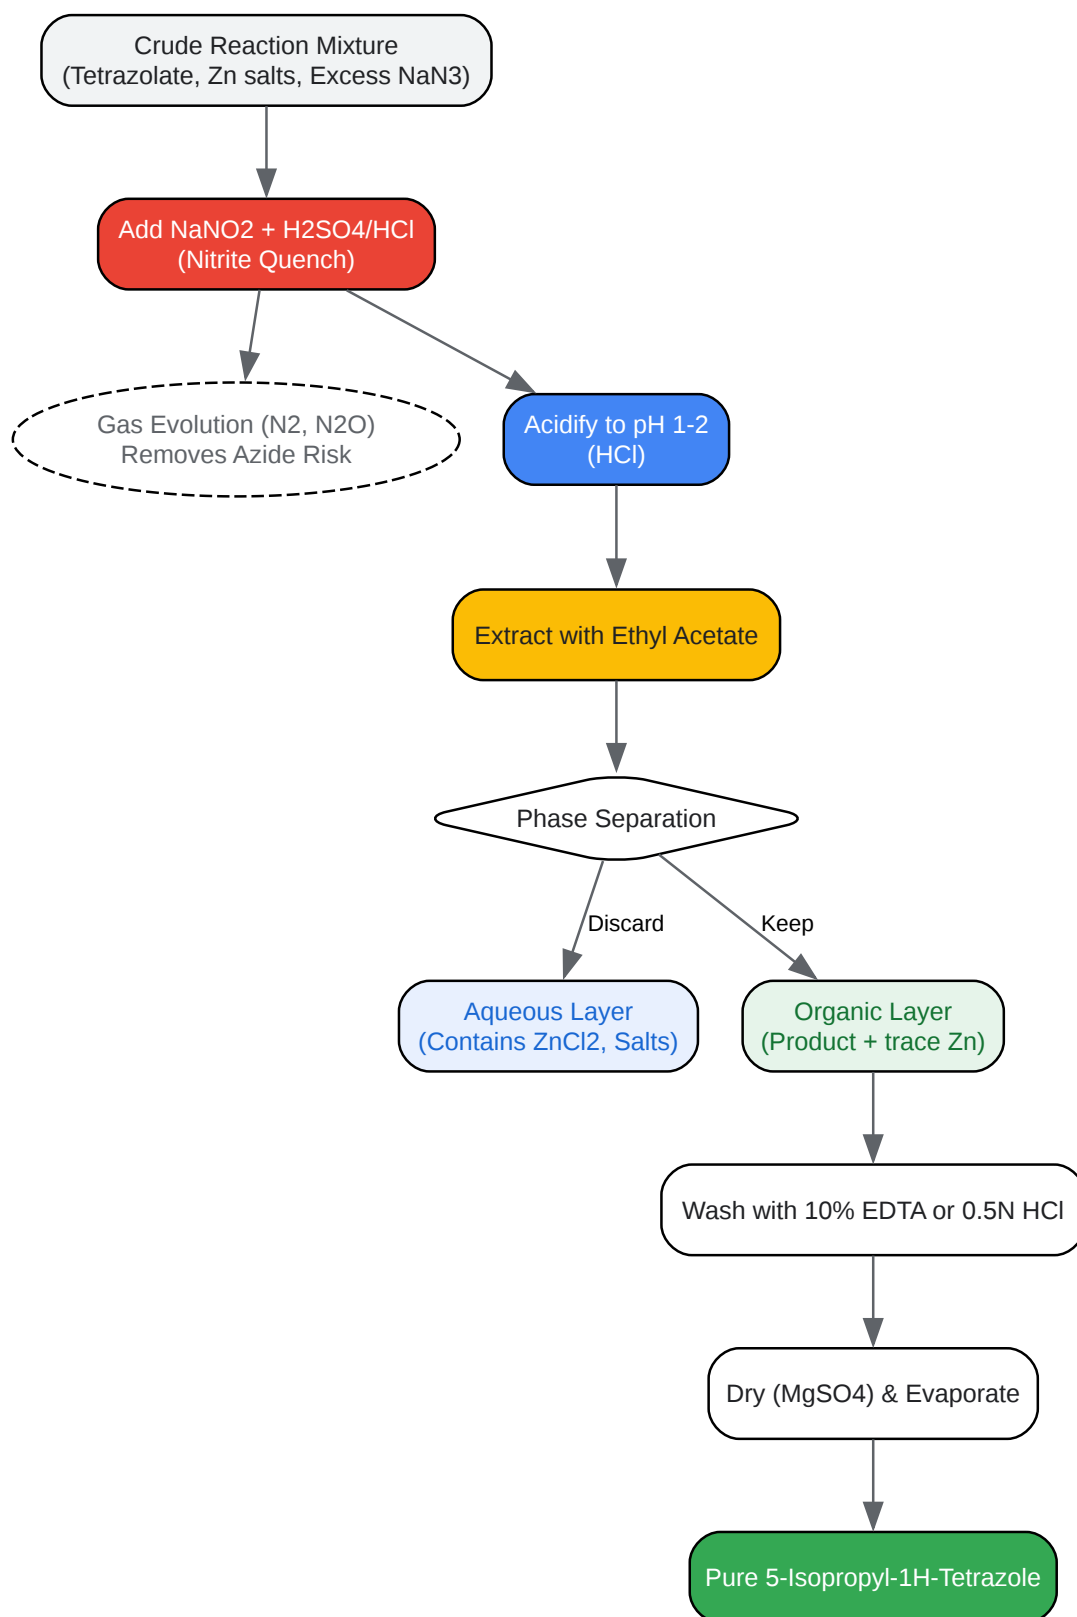 Crude Reaction Mixture
(Tetrazolate, Zn salts, Excess NaN3)
Add NaNO2 + H2SO4/HCl
(Nitrite Quench)
Gas Evolution (N2, N2O)
Removes Azide Risk
Acidify to pH 1-2
(HCl)
Extract with Ethyl Acetate
Phase Separation
Discard
Keep
Aqueous Layer
(Contains ZnCl2, Salts)
Organic Layer
(Product + trace Zn)
Wash with 10% EDTA or 0.5N HCl
Dry (MgSO4) & Evaporate
Pure 5-Isopropyl-1H-Tetrazole